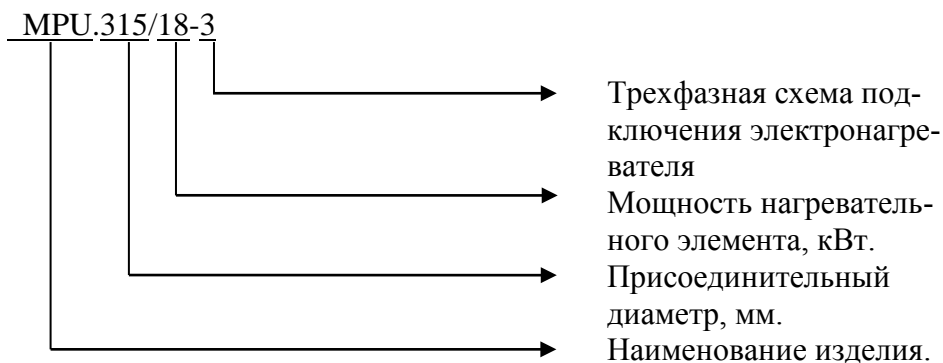 MPU.315/18-3
Трехфазная схема под-
ключения электронагре-
вателя
Мощность нагреватель-
ного элемента, кВт.
Присоединительный
диаметр, мм.
Наименование изделия.